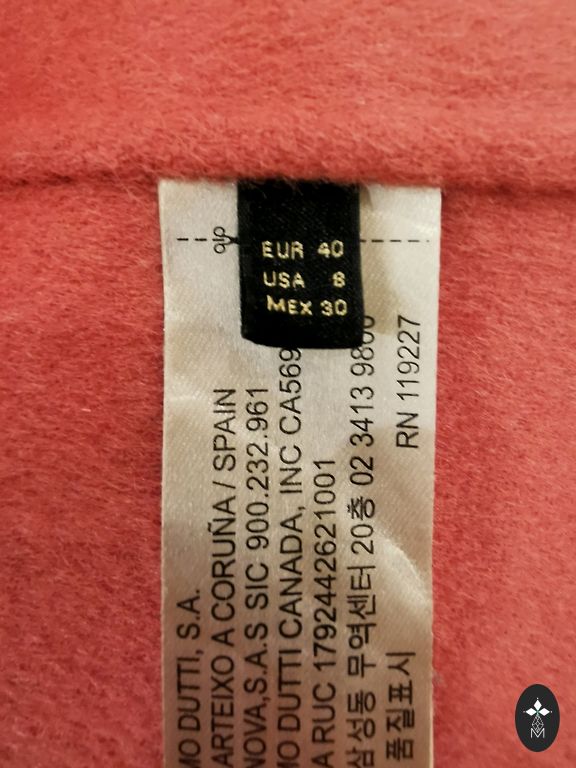 EUR 40
USA 8
MEX 30
MO DUTTI, S.A.
ARTEIXO A CORUÑA / SPAIN
NOVA,S.A.S SIC 900.232.961
MO DUTTI CANADA, INC CA569
A RUC 1792442621001
삼성동 무역센터 20층 02 3413 9800
품질표시
RN 119227